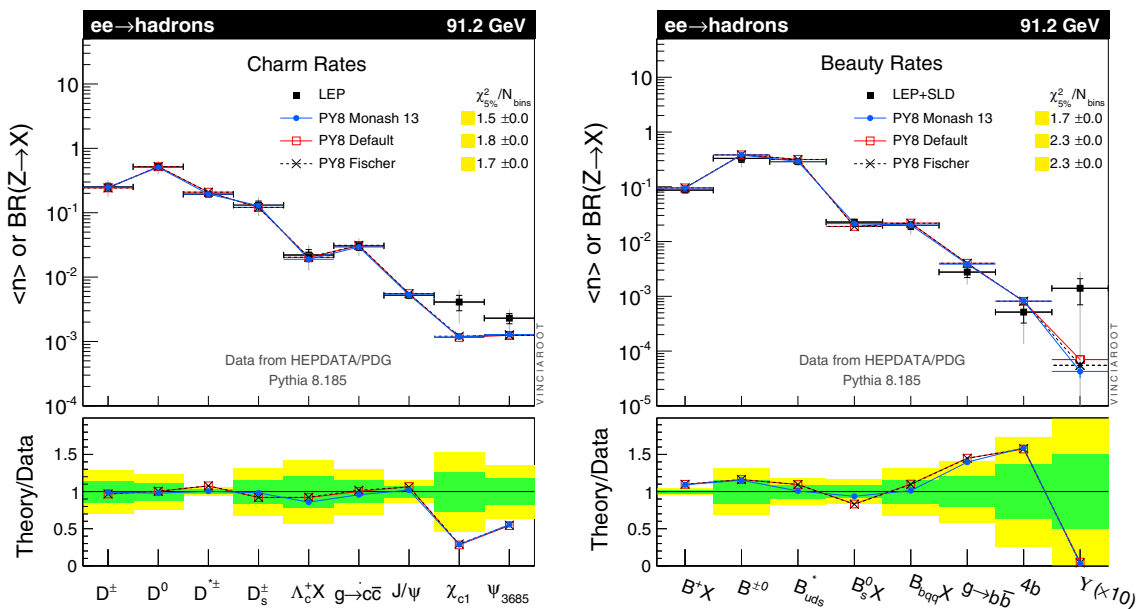 ee→hadrons 91.2 GeV
Charm Rates
LEP
PY8 Monash 13
PY8 Default
PY8 Fischer
χ²5%/Nbins
1.5 ±0.0
1.8 ±0.0
1.7 ±0.0
<n> or BR(Z→X)
10
1
10⁻¹
10⁻²
10⁻³
10⁻⁴
Data from HEPDATA/PDG
Pythia 8.185
VINCIAROOT
Theory/Data
1.5
1
0.5
0
D± D⁰ D*± Ds± Λc⁺X g→cc̄ J/ψ χc1 ψ3685
ee→hadrons 91.2 GeV
Beauty Rates
LEP+SLD
PY8 Monash 13
PY8 Default
PY8 Fischer
χ²5%/Nbins
1.7 ±0.0
2.3 ±0.0
2.3 ±0.0
<n> or BR(Z→X)
10
1
10⁻¹
10⁻²
10⁻³
10⁻⁴
10⁻⁵
Data from HEPDATA/PDG
Pythia 8.185
VINCIAROOT
Theory/Data
1.5
1
0.5
0
B⁺X B±0 B*uds Bs⁰X BbqqX g→bb̄ 4b Υ (×10)